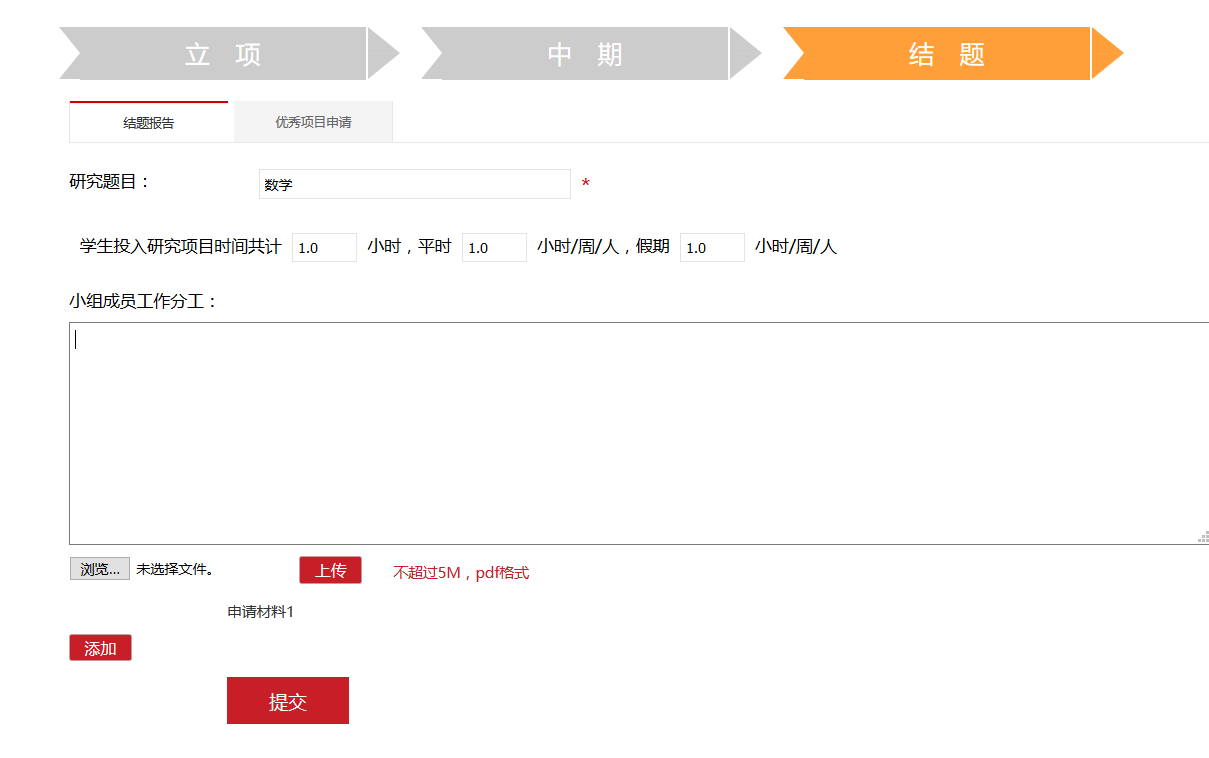 立 项 中 期 结 题
结题报告 优秀项目申请
研究题目： 数学 *
学生投入研究项目时间共计 1.0 小时，平时 1.0 小时/周/人，假期 1.0 小时/周/人
小组成员工作分工：
浏览... 未选择文件。 上传 不超过5M，pdf格式
申请材料1
添加
提交